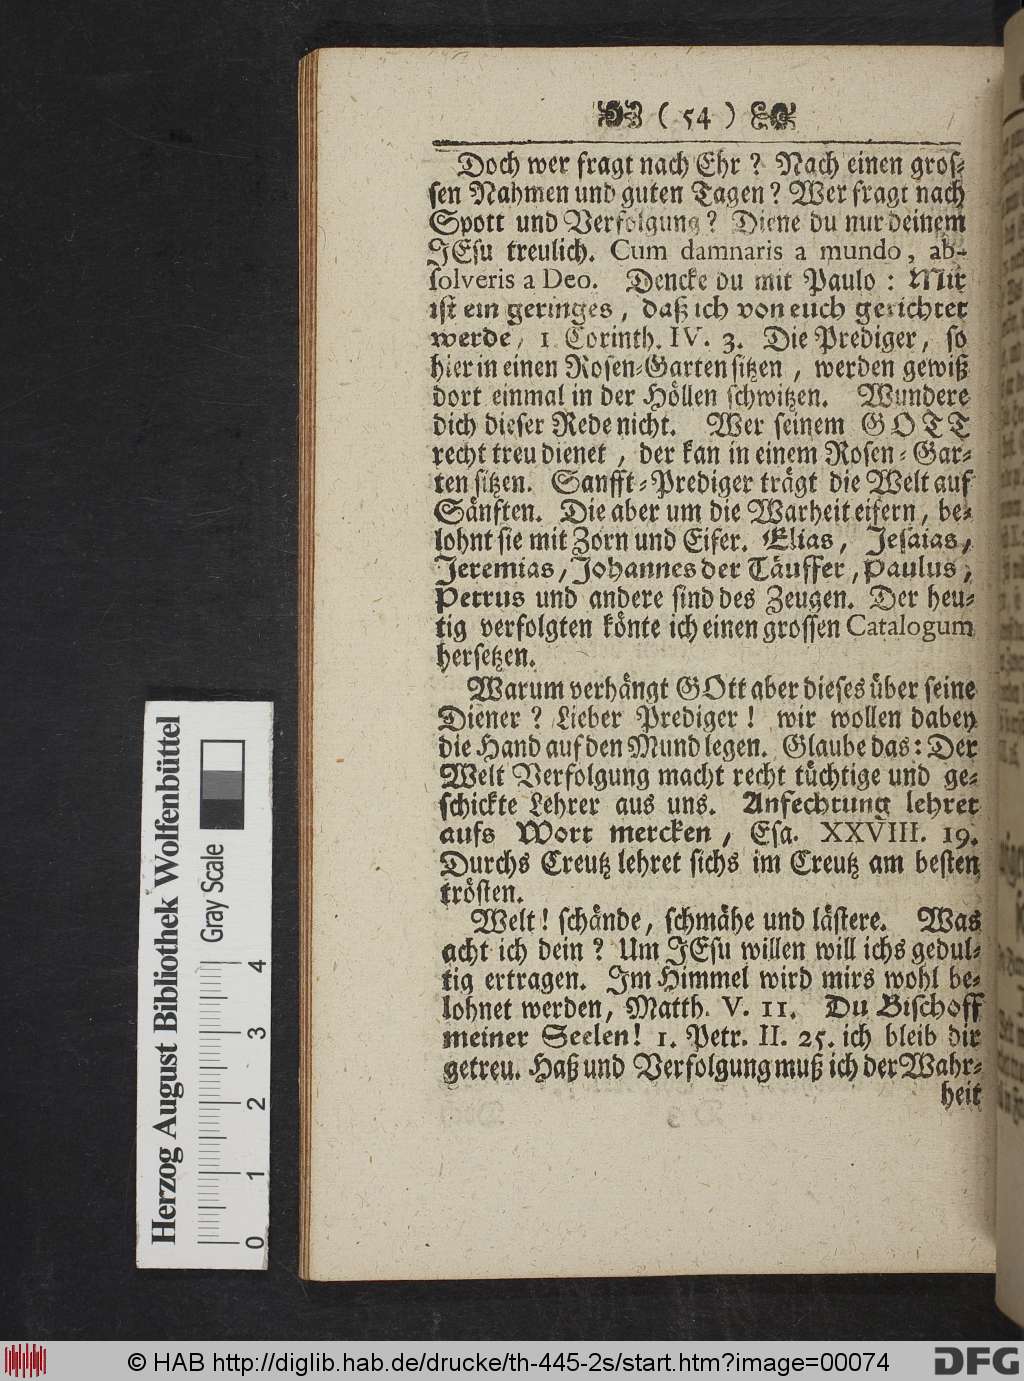 ( 54 )
Doch wer fragt nach Ehr ? Nach einen gros-
sen Nahmen und guten Tagen ? Wer fragt nach
Spott und Verfolgung ? Diene du nur deinem
JEsu treulich. Cum damnaris a mundo, ab-
solveris a Deo. Dencke du mit Paulo : Mir
ist ein geringes, daß ich von euch gerichtet
werde, 1 Corinth. IV. 3. Die Prediger, so
hier in einen Rosen-Garten sitzen, werden gewiß
dort einmal in der Höllen schwitzen. Wundere
dich dieser Rede nicht. Wer seinem GOTT
recht treu dienet, der kan in einem Rosen-Gar-
ten sitzen. Sanfft-Prediger trägt die Welt auf
Sänften. Die aber um die Warheit eifern, be-
lohnt sie mit Zorn und Eifer. Elias, Jesaias,
Jeremias, Johannes der Täuffer, Paulus,
Petrus und andere sind des Zeugen. Der heu-
tig verfolgten könte ich einen grossen Catalogum
hersetzen.
Warum verhängt GOtt aber dieses über seine
Diener ? Lieber Prediger ! wir wollen dabey
die Hand auf den Mund legen. Glaube das: Der
Welt Verfolgung macht recht tüchtige und ge-
schickte Lehrer aus uns. Anfechtung lehret
aufs Wort mercken, Esa. XXVIII. 19.
Durchs Creutz lehret sichs im Creutz am besten
trösten.
Welt! schände, schmähe und lästere. Was
acht ich dein ? Um JEsu willen will ichs gedul-
tig ertragen. Im Himmel wird mirs wohl be-
lohnet werden, Matth. V. 11. Du Bischoff
meiner Seelen! 1. Petr. II. 25. ich bleib dir
getreu. Haß und Verfolgung muß ich der Wahr-
heit
Herzog August Bibliothek Wolfenbüttel
Gray Scale
0 1 2 3 4
© HAB http://diglib.hab.de/drucke/th-445-2s/start.htm?image=00074
DFG